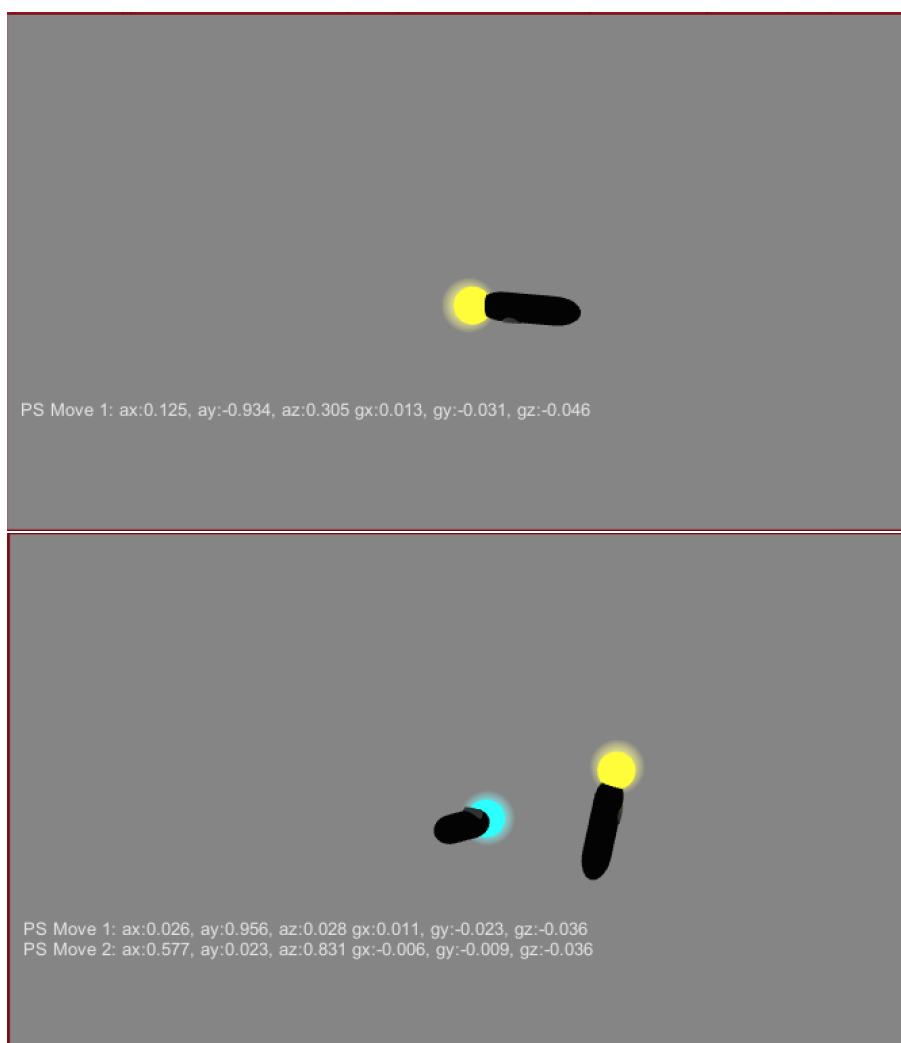 PS Move 1: ax:0.125, ay:-0.934, az:0.305 gx:0.013, gy:-0.031, gz:-0.046
PS Move 1: ax:0.026, ay:0.956, az:0.028 gx:0.011, gy:-0.023, gz:-0.036
PS Move 2: ax:0.577, ay:0.023, az:0.831 gx:-0.006, gy:-0.009, gz:-0.036